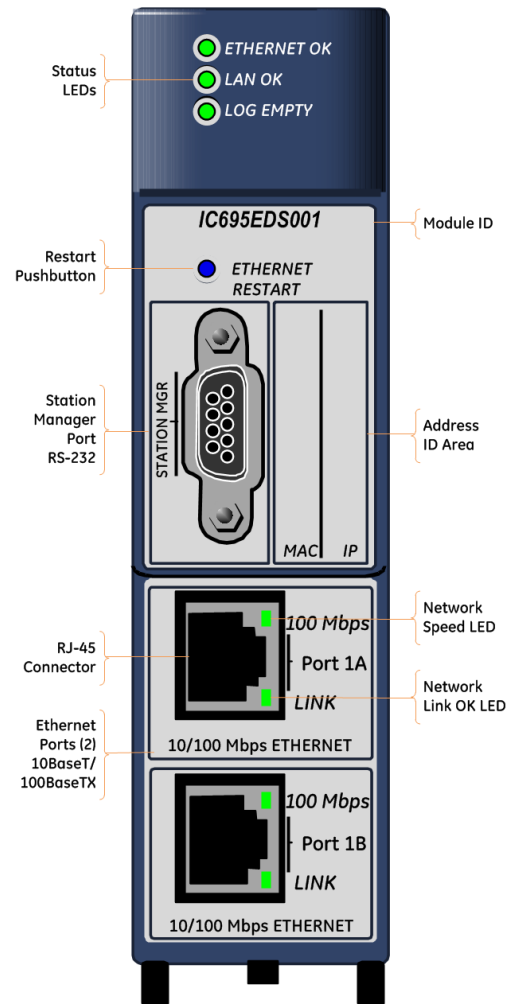 ETHERNET OK
Status
LEDs
LAN OK
LOG EMPTY
IC695EDS001
Module ID
Restart
Pushbutton
ETHERNET
RESTART
Station
Manager
Port
RS-232
STATION MGR
Address
ID Area
MAC
IP
Network
Speed LED
100 Mbps
RJ-45
Connector
Port 1A
Network
Link OK LED
LINK
Ethernet
Ports (2)
10BaseT/
100BaseTX
10/100 Mbps ETHERNET
100 Mbps
Port 1B
LINK
10/100 Mbps ETHERNET